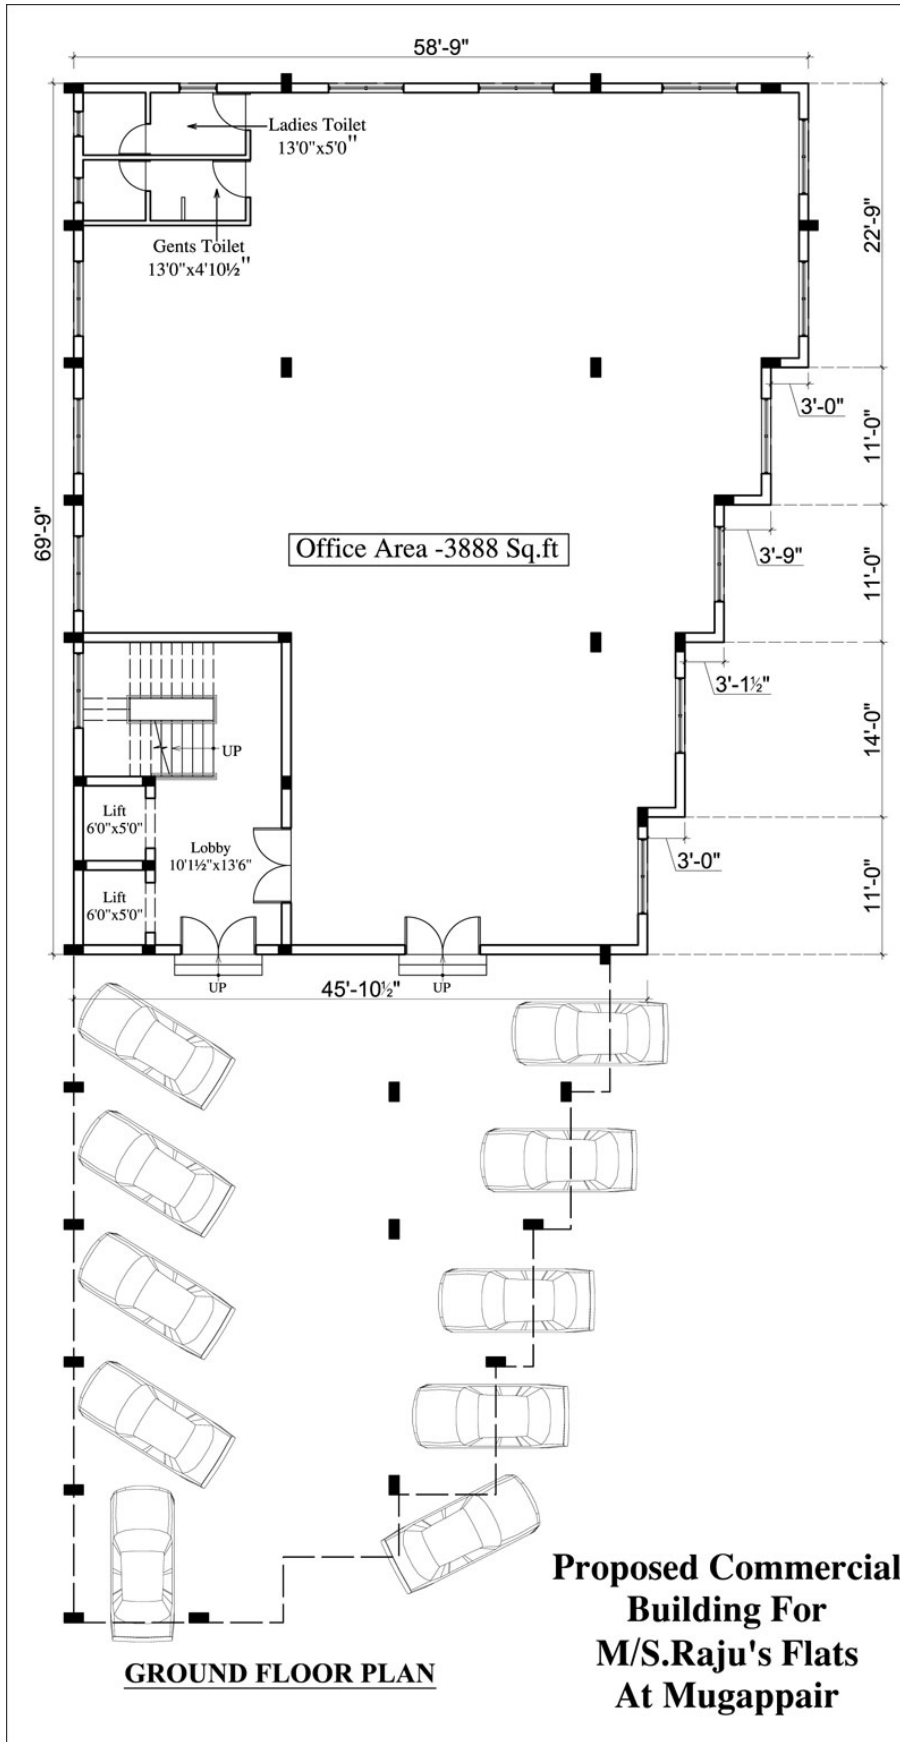 58'-9"
Ladies Toilet
13'0"x5'0"
Gents Toilet
13'0"x4'10½"
22'-9"
3'-0"
11'-0"
69'-9"
Office Area -3888 Sq.ft
3'-9"
11'-0"
3'-1½"
14'-0"
UP
Lift
6'0"x5'0"
Lobby
10'1½"x13'6"
3'-0"
11'-0"
Lift
6'0"x5'0"
UP
UP
45'-10½"
Proposed Commercial
Building For
M/S.Raju's Flats
At Mugappair
GROUND FLOOR PLAN